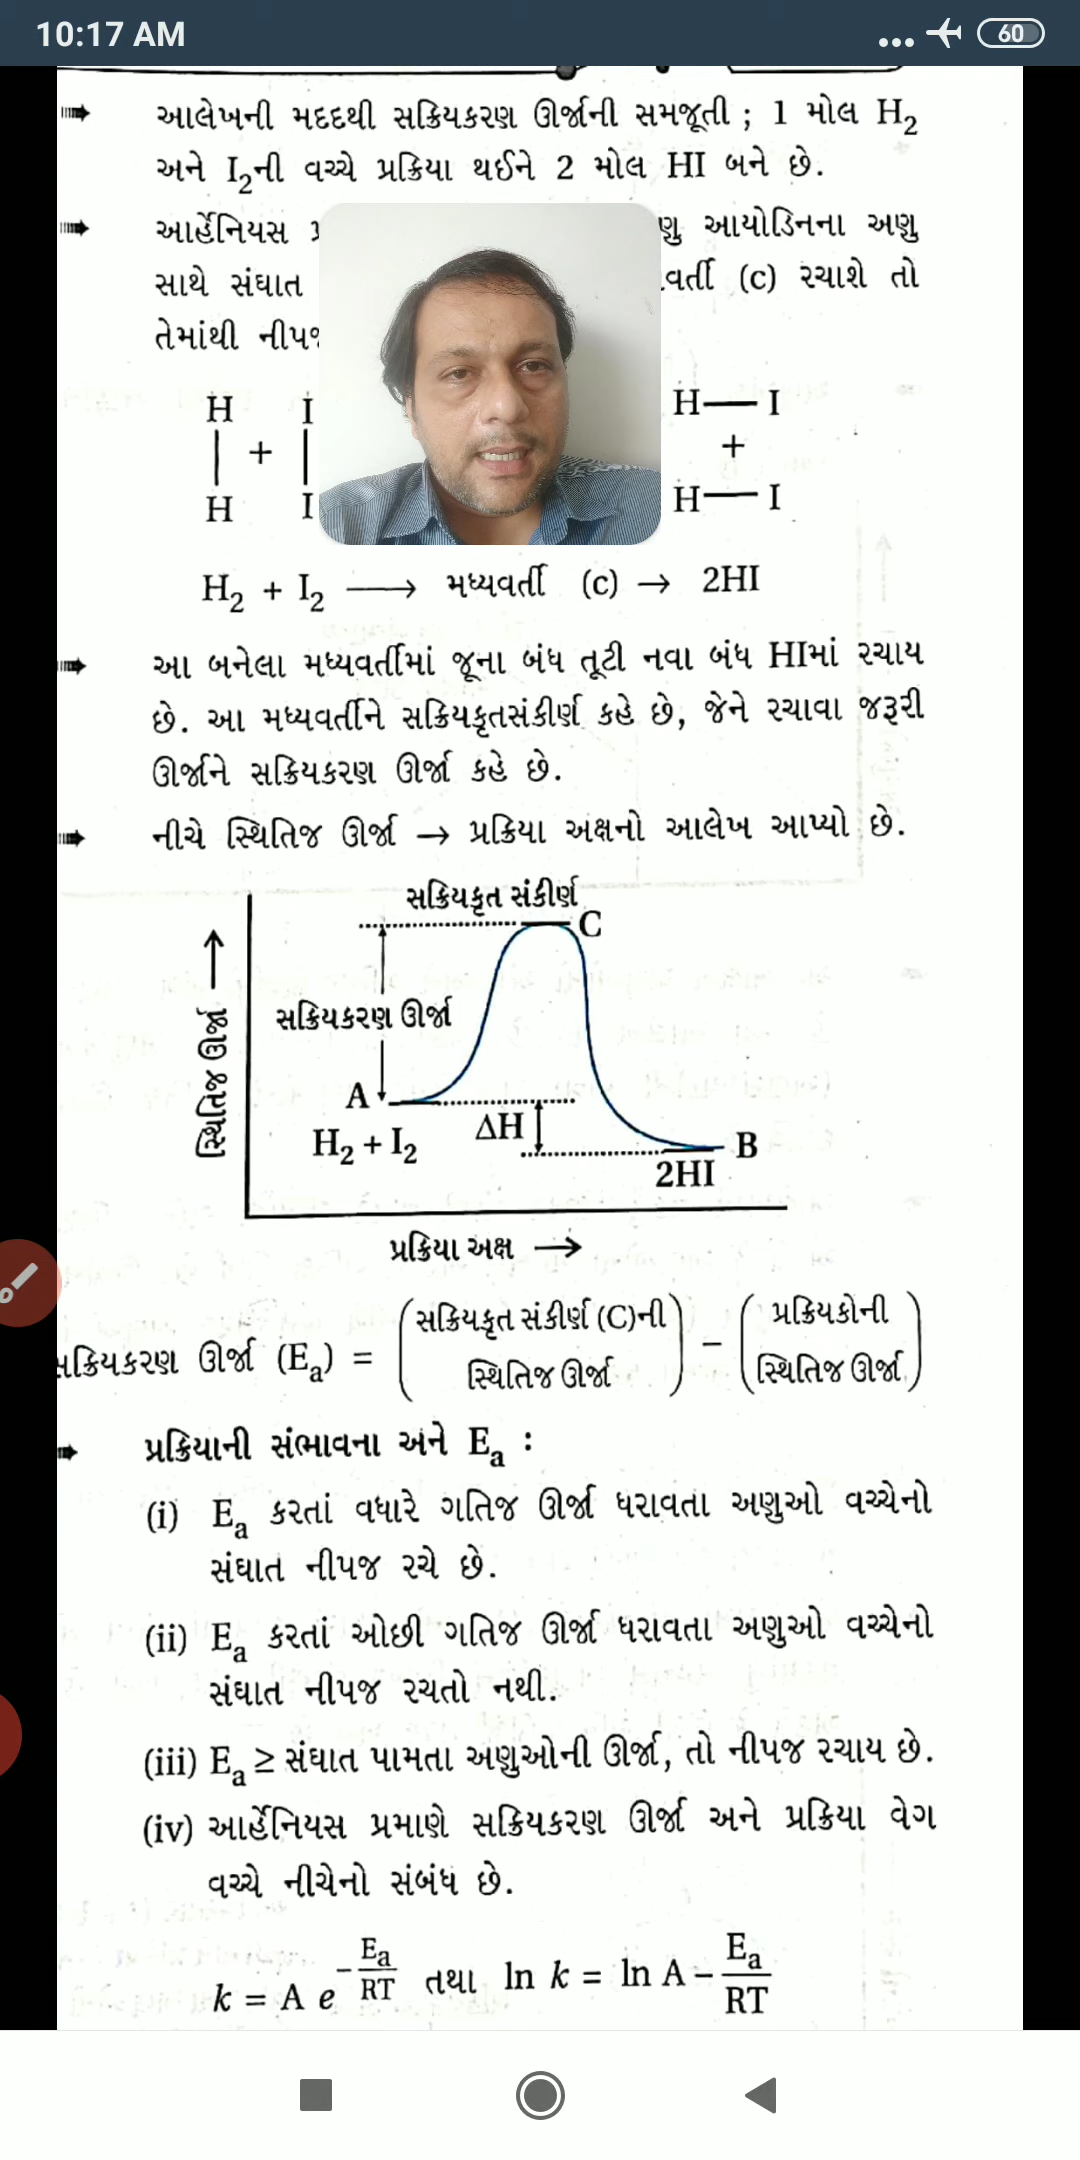 10:17 AM
60
આલેખની મદદથી સક્રિયકરણ ઊર્જાની સમજૂતી ; 1 મોલ H₂
અને I₂ની વચ્ચે પ્રક્રિયા થઈને 2 મોલ HI બને છે.
આર્હેનિયસ આયોડિનના અણુ
સાથે સંઘાત (c) રચાશે તો
તેમાંથી
H I H—I
| + | +
H I H—I
H₂ + I₂ ⟶ મધ્યવર્તી (c) → 2HI
આ બનેલા મધ્યવર્તીમાં જૂના બંધ તૂટી નવા બંધ HIમાં રચાય
છે. આ મધ્યવર્તીને સક્રિયકૃતસંકીર્ણ કહે છે, જેને રચાવા જરૂરી
ઊર્જાને સક્રિયકરણ ઊર્જા કહે છે.
નીચે સ્થિતિજ ઊર્જા → પ્રક્રિયા અક્ષનો આલેખ આપ્યો છે.
સક્રિયકૃત સંકીર્ણ
C
સ્થિતિજ ઊર્જા →
સક્રિયકરણ ઊર્જા
A
H₂ + I₂
ΔH
B
2HI
પ્રક્રિયા અક્ષ →
સક્રિયકરણ ઊર્જા (Eₐ) = (સક્રિયકૃત સંકીર્ણ (C)ની સ્થિતિજ ઊર્જા) − (પ્રક્રિયકોની સ્થિતિજ ઊર્જા)
પ્રક્રિયાની સંભાવના અને Eₐ :
(i) Eₐ કરતાં વધારે ગતિજ ઊર્જા ધરાવતા અણુઓ વચ્ચેનો
સંઘાત નીપજ રચે છે.
(ii) Eₐ કરતાં ઓછી ગતિજ ઊર્જા ધરાવતા અણુઓ વચ્ચેનો
સંઘાત નીપજ રચતો નથી.
(iii) Eₐ ≥ સંઘાત પામતા અણુઓની ઊર્જા, તો નીપજ રચાય છે.
(iv) આર્હેનિયસ પ્રમાણે સક્રિયકરણ ઊર્જા અને પ્રક્રિયા વેગ
વચ્ચે નીચેનો સંબંધ છે.
k = A e^(−Eₐ/RT) તથા ln k = ln A − Eₐ/RT